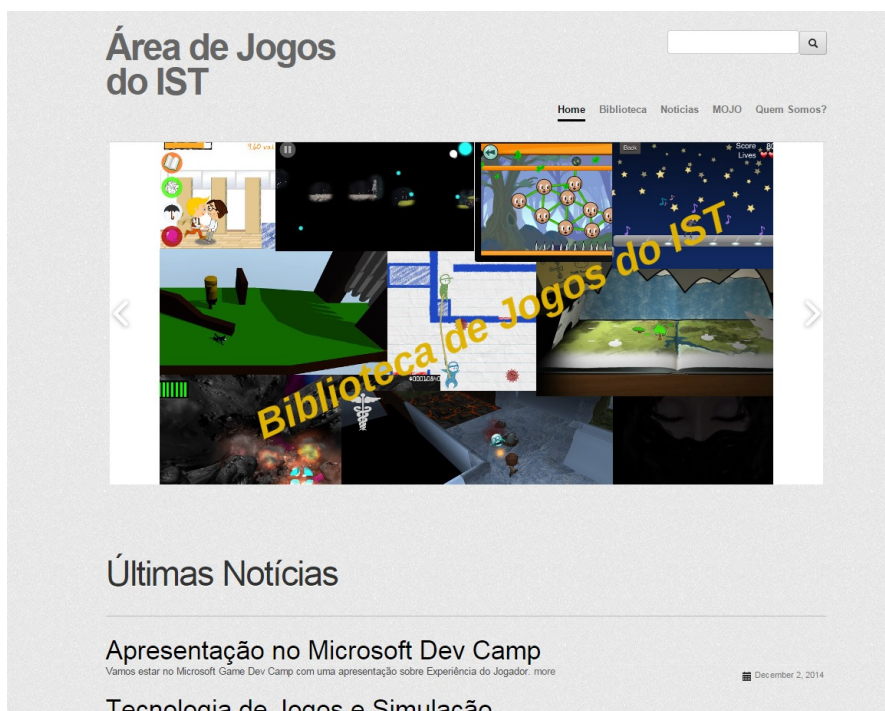 Área de Jogos
do IST
Home Biblioteca Notícias MOJO Quem Somos?
Back
Score 80
Lives
Biblioteca de Jogos do IST
Últimas Notícias
Apresentação no Microsoft Dev Camp
Vamos estar no Microsoft Game Dev Camp com uma apresentação sobre Experiência do Jogador. more
December 2, 2014
Tecnologia de Jogos e Simulação